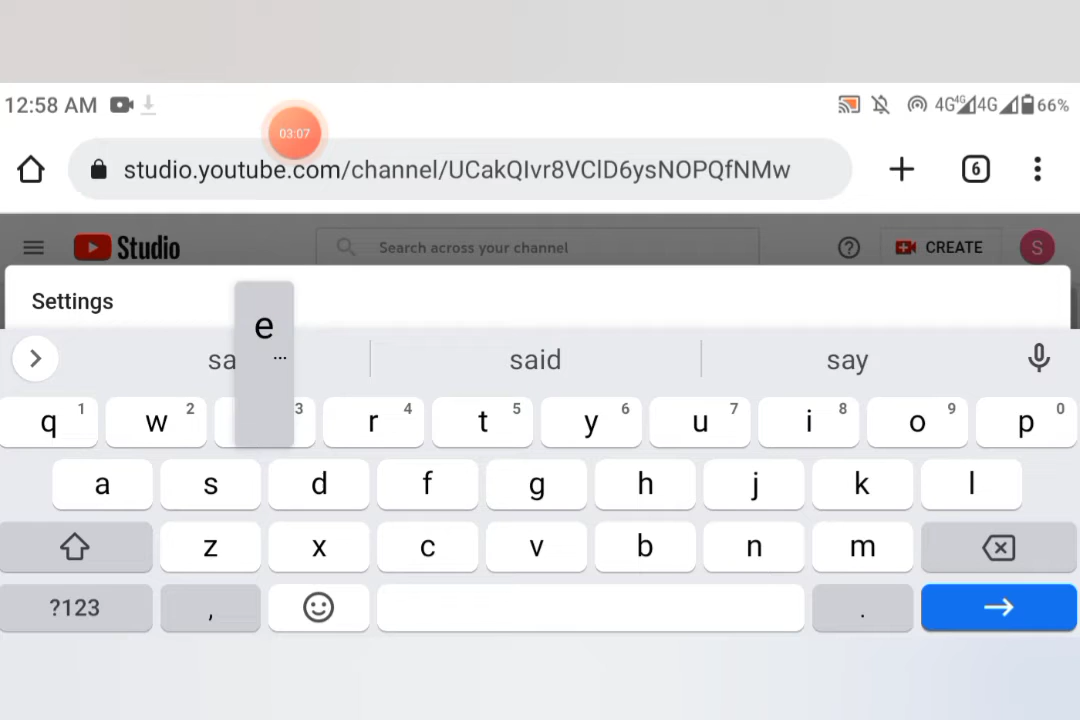 12:58 AM 4G 4G 4G 66%
03:07
studio.youtube.com/channel/UCakQIvr8VClD6ysNOPQfNMw 6
Studio Search across your channel ? CREATE S
Settings
e
...
sa said say
q 1 w 2 3 r 4 t 5 y 6 u 7 i 8 o 9 p 0
a s d f g h j k l
z x c v b n m
?123 , .